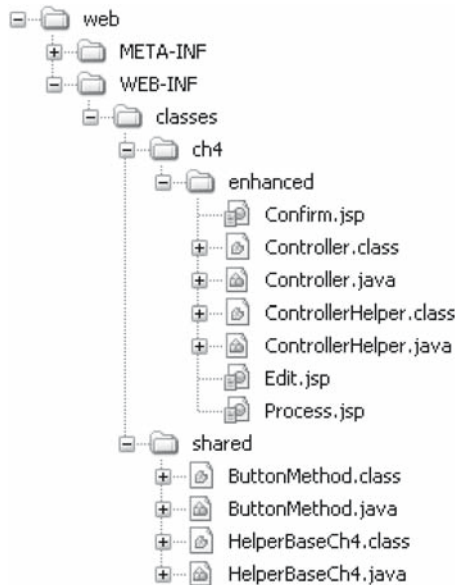 web
META-INF
WEB-INF
classes
ch4
enhanced
Confirm.jsp
Controller.class
Controller.java
ControllerHelper.class
ControllerHelper.java
Edit.jsp
Process.jsp
shared
ButtonMethod.class
ButtonMethod.java
HelperBaseCh4.class
HelperBaseCh4.java